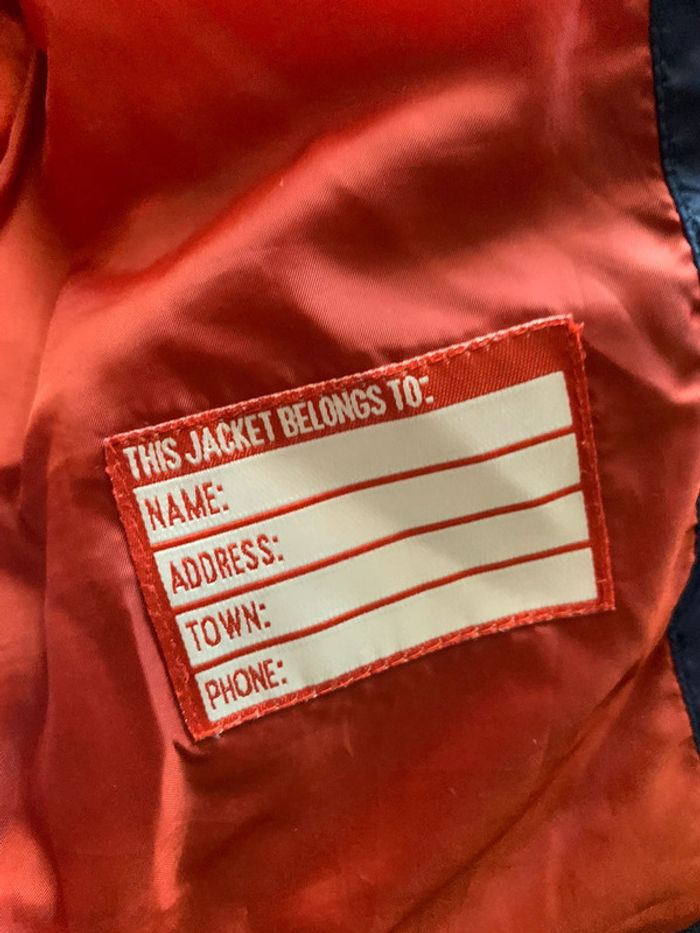 THIS JACKET BELONGS TO:
NAME:
ADDRESS:
TOWN:
PHONE: